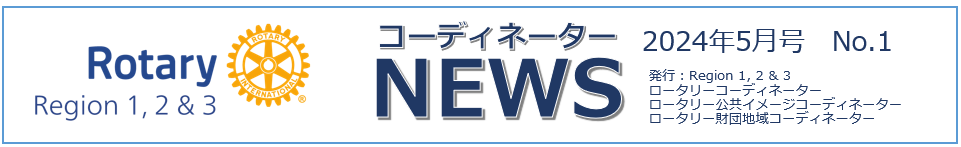 Rotary
Region 1, 2 & 3
ROTARY
INTERNATIONAL
®
コーディネーター
NEWS
2024年5月号　No.1
発行：Region 1, 2 & 3
ロータリーコーディネーター
ロータリー公共イメージコーディネーター
ロータリー財団地域コーディネーター